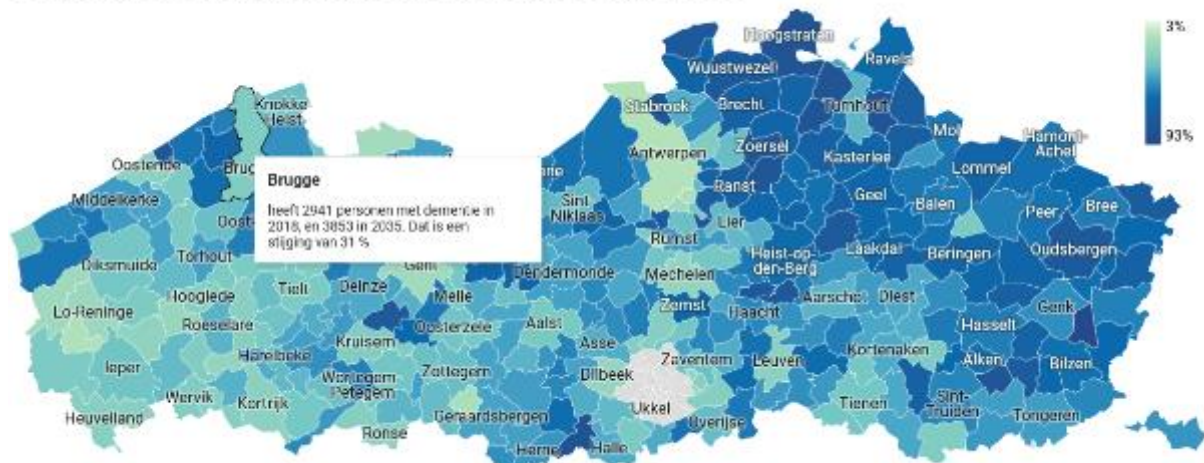 3%
93%
Hoogstraten
Ravels
Wuustwezel
Knokke-
Heist
Stabroek
Brecht
Turnhout
Mol
Hamont-
Achel
Oostende
Antwerpen
Zoersel
Kasterlee
Lommel
Brugge
heeft 2941 personen met dementie in
2018, en 3853 in 2035. Dat is een
stijging van 31 %
Middelkerke
Sint
Niklaas
Ranst
Geel
Balen
Peer
Bree
Lier
Rumst
Diksmuide
Torhout
Gent
Dendermonde
Mechelen
Heist-op-
den-Berg
Laakdal
Beringen
Oudsbergen
Lo-Reninge
Hooglede
Tielt
Deinze
Melle
Zemst
Haacht
Aarschot
Diest
Genk
Roeselare
Kruisem
Oosterzele
Aalst
Hasselt
Ieper
Harelbeke
Asse
Zaventem
Leuven
Kortenaken
Alken
Bilzen
Wervik
Kortrijk
Wortegem
Petegem
Zottegem
Dilbeek
Heuvelland
Ronse
Geraardsbergen
Ukkel
Overijse
Tienen
Sint-
Truiden
Tongeren
Herne
Halle